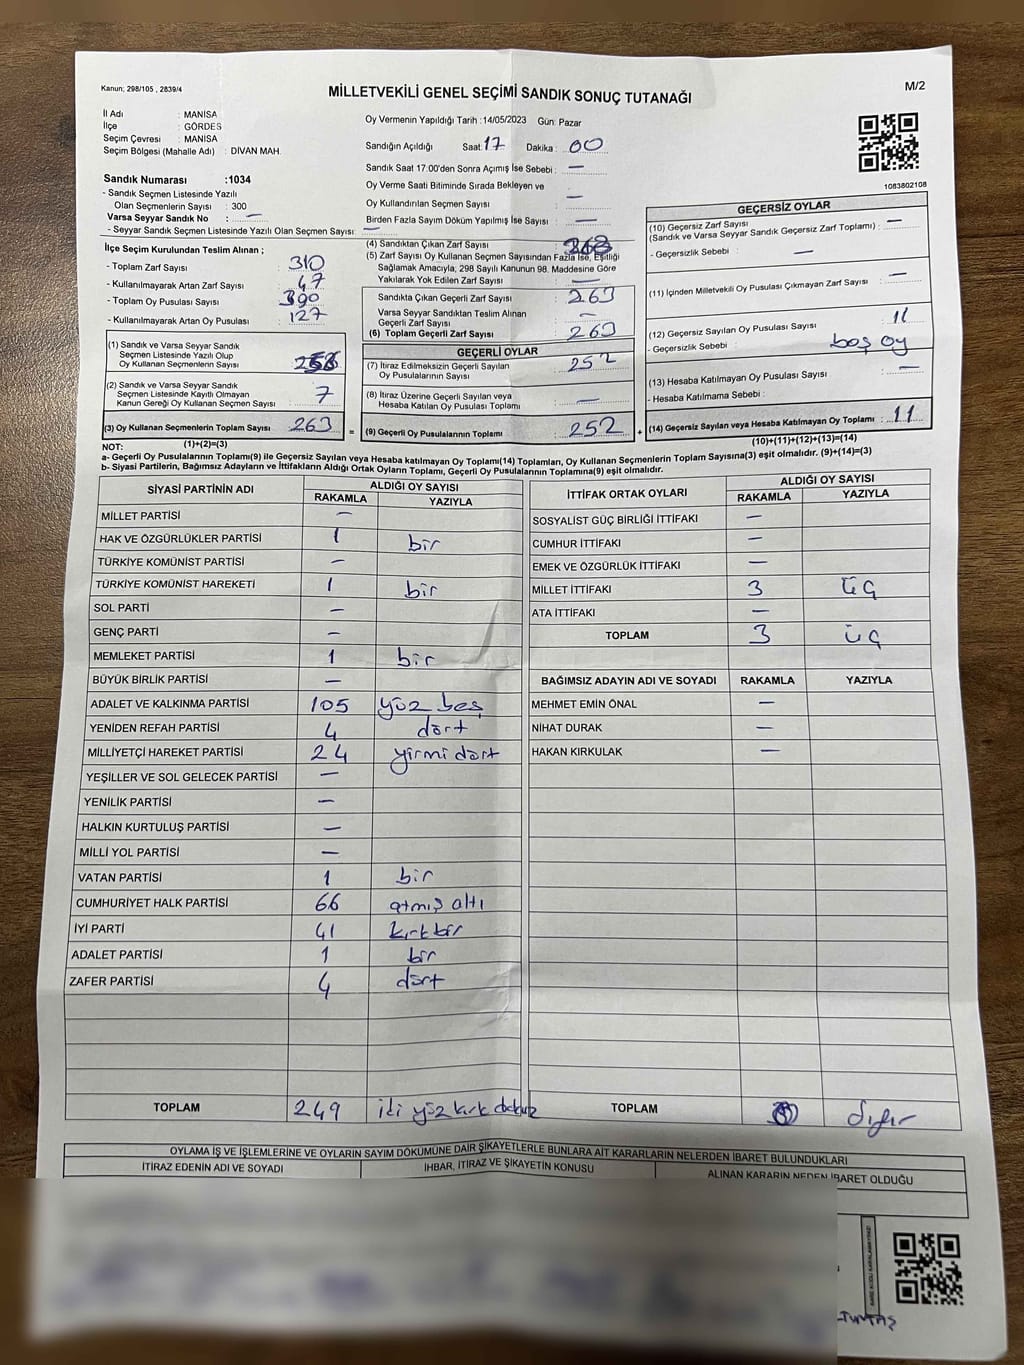 Kanun; 298/105 , 2839/4
MİLLETVEKİLİ GENEL SEÇİMİ SANDIK SONUÇ TUTANAĞI
M/2
İl Adı : MANİSA
İlçe : GÖRDES
Seçim Çevresi : MANİSA
Seçim Bölgesi (Mahalle Adı) : DİVAN MAH.
Sandık Numarası :1034
- Sandık Seçmen Listesinde Yazılı
Olan Seçmenlerin Sayısı : 300
Varsa Seyyar Sandık No : —
- Seyyar Sandık Seçmen Listesinde Yazılı Olan Seçmen Sayısı : —
Oy Vermenin Yapıldığı Tarih :14/05/2023 Gün: Pazar
Sandığın Açıldığı Saat: 17 Dakika : 00
Sandık Saat 17.00'den Sonra Açımış İse Sebebi : —
Oy Verme Saati Bitiminde Sırada Bekleyen ve
Oy Kullandırılan Seçmen Sayısı : —
Birden Fazla Sayım Döküm Yapılmış İse Sayısı : —
1083802108
İlçe Seçim Kurulundan Teslim Alınan ;
- Toplam Zarf Sayısı : 310
- Kullanılmayarak Artan Zarf Sayısı : 47
- Toplam Oy Pusulası Sayısı : 390
- Kullanılmayarak Artan Oy Pusulası : 127
(1) Sandık ve Varsa Seyyar Sandık
Seçmen Listesinde Yazılı Olup
Oy Kullanan Seçmenlerin Sayısı :
(2) Sandık ve Varsa Seyyar Sandık
Seçmen Listesinde Kayıtlı Olmayan
Kanun Gereği Oy Kullanan Seçmen Sayısı : 7
(3) Oy Kullanan Seçmenlerin Toplam Sayısı : 263
(1)+(2)=(3)
(4) Sandıktan Çıkan Zarf Sayısı :
(5) Zarf Sayısı Oy Kullanan Seçmen Sayısından Fazla İse, Eşitliği
Sağlamak Amacıyla; 298 Sayılı Kanunun 98. Maddesine Göre
Yakılarak Yok Edilen Zarf Sayısı : —
Sandıkta Çıkan Geçerli Zarf Sayısı : 263
Varsa Seyyar Sandıktan Teslim Alınan
Geçerli Zarf Sayısı : —
(6) Toplam Geçerli Zarf Sayısı : 263
GEÇERLİ OYLAR
(7) İtiraz Edilmeksizin Geçerli Sayılan
Oy Pusulalarının Sayısı : 252
(8) İtiraz Üzerine Geçerli Sayılan veya
Hesaba Katılan Oy Pusulası Toplamı : —
= (9) Geçerli Oy Pusulalarının Toplamı : 252
GEÇERSİZ OYLAR
(10) Geçersiz Zarf Sayısı
(Sandık ve Varsa Seyyar Sandık Geçersiz Zarf Toplamı) : —
- Geçersizlik Sebebi : —
(11) İçinden Milletvekili Oy Pusulası Çıkmayan Zarf Sayısı : —
(12) Geçersiz Sayılan Oy Pusulası Sayısı : 11
- Geçersizlik Sebebi : boş oy
(13) Hesaba Katılmayan Oy Pusulası Sayısı : —
- Hesaba Katılmama Sebebi :
+ (14) Geçersiz Sayılan veya Hesaba Katılmayan Oy Toplamı : 11
(10)+(11)+(12)+(13)=(14)
NOT:
a- Geçerli Oy Pusulalarının Toplamı(9) ile Geçersiz Sayılan veya Hesaba katılmayan Oy Toplamı(14) Toplamları, Oy Kullanan Seçmenlerin Toplam Sayısına(3) eşit olmalıdır. (9)+(14)=(3)
b- Siyasi Partilerin, Bağımsız Adayların ve İttifakların Aldığı Ortak Oyların Toplamı, Geçerli Oy Pusulalarının Toplamına(9) eşit olmalıdır.
SİYASİ PARTİNİN ADI ALDIĞI OY SAYISI
RAKAMLA YAZIYLA
MİLLET PARTİSİ —
HAK VE ÖZGÜRLÜKLER PARTİSİ 1 bir
TÜRKİYE KOMÜNİST PARTİSİ —
TÜRKİYE KOMÜNİST HAREKETİ 1 bir
SOL PARTİ —
GENÇ PARTİ —
MEMLEKET PARTİSİ 1 bir
BÜYÜK BİRLİK PARTİSİ —
ADALET VE KALKINMA PARTİSİ 105 yüz beş
YENİDEN REFAH PARTİSİ 4 dört
MİLLİYETÇİ HAREKET PARTİSİ 24 yirmi dört
YEŞİLLER VE SOL GELECEK PARTİSİ —
YENİLİK PARTİSİ —
HALKIN KURTULUŞ PARTİSİ —
MİLLİ YOL PARTİSİ —
VATAN PARTİSİ 1 bir
CUMHURİYET HALK PARTİSİ 66 atmış altı
İYİ PARTİ 41 kırk bir
ADALET PARTİSİ 1 bir
ZAFER PARTİSİ 4 dört
TOPLAM 249 iki yüz kırk dokuz
İTTİFAK ORTAK OYLARI ALDIĞI OY SAYISI
RAKAMLA YAZIYLA
SOSYALİST GÜÇ BİRLİĞİ İTTİFAKI —
CUMHUR İTTİFAKI —
EMEK VE ÖZGÜRLÜK İTTİFAKI —
MİLLET İTTİFAKI 3 üç
ATA İTTİFAKI —
TOPLAM 3 üç
BAĞIMSIZ ADAYIN ADI VE SOYADI RAKAMLA YAZIYLA
MEHMET EMİN ÖNAL —
NİHAT DURAK —
HAKAN KIRKULAK —
TOPLAM sıfır
OYLAMA İŞ VE İŞLEMLERİNE VE OYLARIN SAYIM DÖKÜMÜNE DAİR ŞİKAYETLERLE BUNLARA AİT KARARLARIN NELERDEN İBARET BULUNDUKLARI
İTİRAZ EDENİN ADI VE SOYADI İHBAR, İTİRAZ VE ŞİKAYETİN KONUSU ALINAN KARARIN NEDEN İBARET OLDUĞU